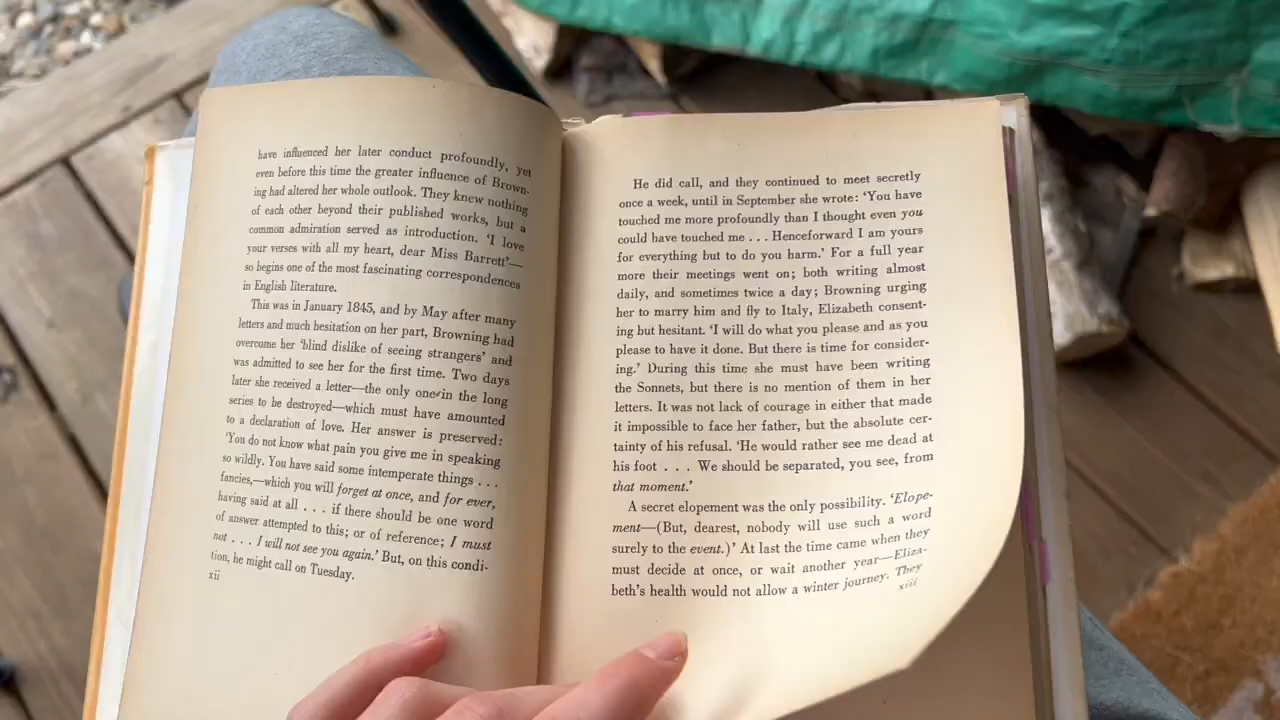 have influenced her later conduct profoundly, yet
even before this time the greater influence of Brown-
ing had altered her whole outlook. They knew nothing
of each other beyond their published works, but a
common admiration served as introduction. 'I love
your verses with all my heart, dear Miss Barrett'—
so begins one of the most fascinating correspondences
in English literature.
This was in January 1845, and by May after many
letters and much hesitation on her part, Browning had
overcome her 'blind dislike of seeing strangers' and
was admitted to see her for the first time. Two days
later she received a letter—the only one in the long
series to be destroyed—which must have amounted
to a declaration of love. Her answer is preserved:
'You do not know what pain you give me in speaking
so wildly. You have said some intemperate things . . .
fancies,—which you will forget at once, and for ever,
having said at all . . . if there should be one word
of answer attempted to this; or of reference; I must
not . . . I will not see you again.' But, on this condi-
tion, he might call on Tuesday.
xii
He did call, and they continued to meet secretly
once a week, until in September she wrote: 'You have
touched me more profoundly than I thought even you
could have touched me . . . Henceforward I am yours
for everything but to do you harm.' For a full year
more their meetings went on; both writing almost
daily, and sometimes twice a day; Browning urging
her to marry him and fly to Italy, Elizabeth consent-
ing but hesitant. 'I will do what you please and as you
please to have it done. But there is time for consider-
ing.' During this time she must have been writing
the Sonnets, but there is no mention of them in her
letters. It was not lack of courage in either that made
it impossible to face her father, but the absolute cer-
tainty of his refusal. 'He would rather see me dead at
his foot . . . We should be separated, you see, from
that moment.'
A secret elopement was the only possibility. 'Elope-
ment—(But, dearest, nobody will use such a word
surely to the event.)' At last the time came when they
must decide at once, or wait another year—Eliza-
beth's health would not allow a winter journey. They
xiii